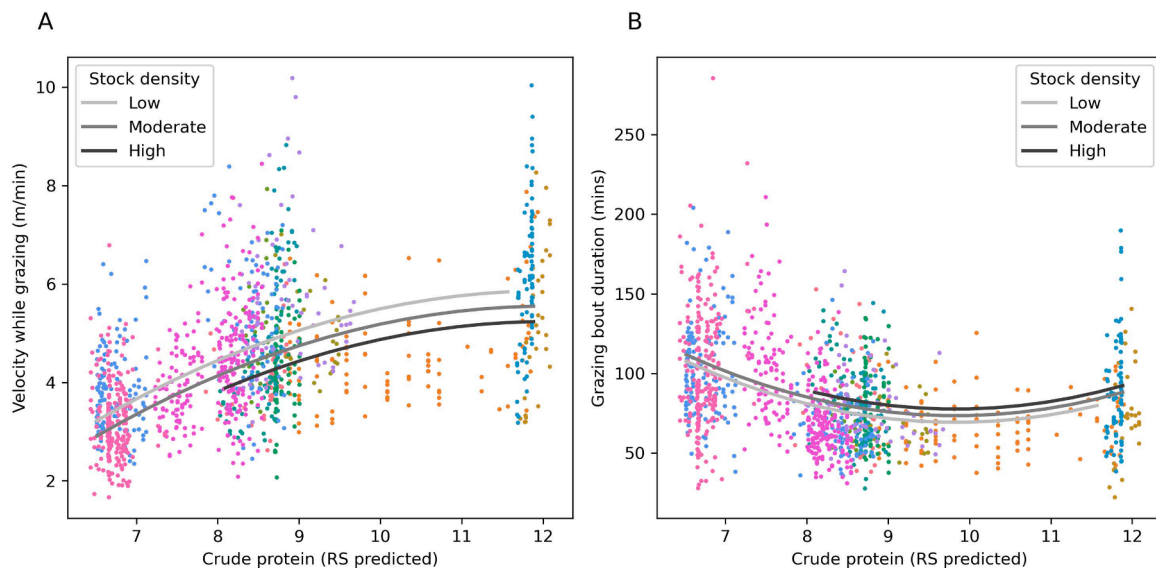 A
Stock density
Low
Moderate
High
10
8
6
4
2
Velocity while grazing (m/min)
7 8 9 10 11 12
Crude protein (RS predicted)
B
Stock density
Low
Moderate
High
250
200
150
100
50
Grazing bout duration (mins)
7 8 9 10 11 12
Crude protein (RS predicted)